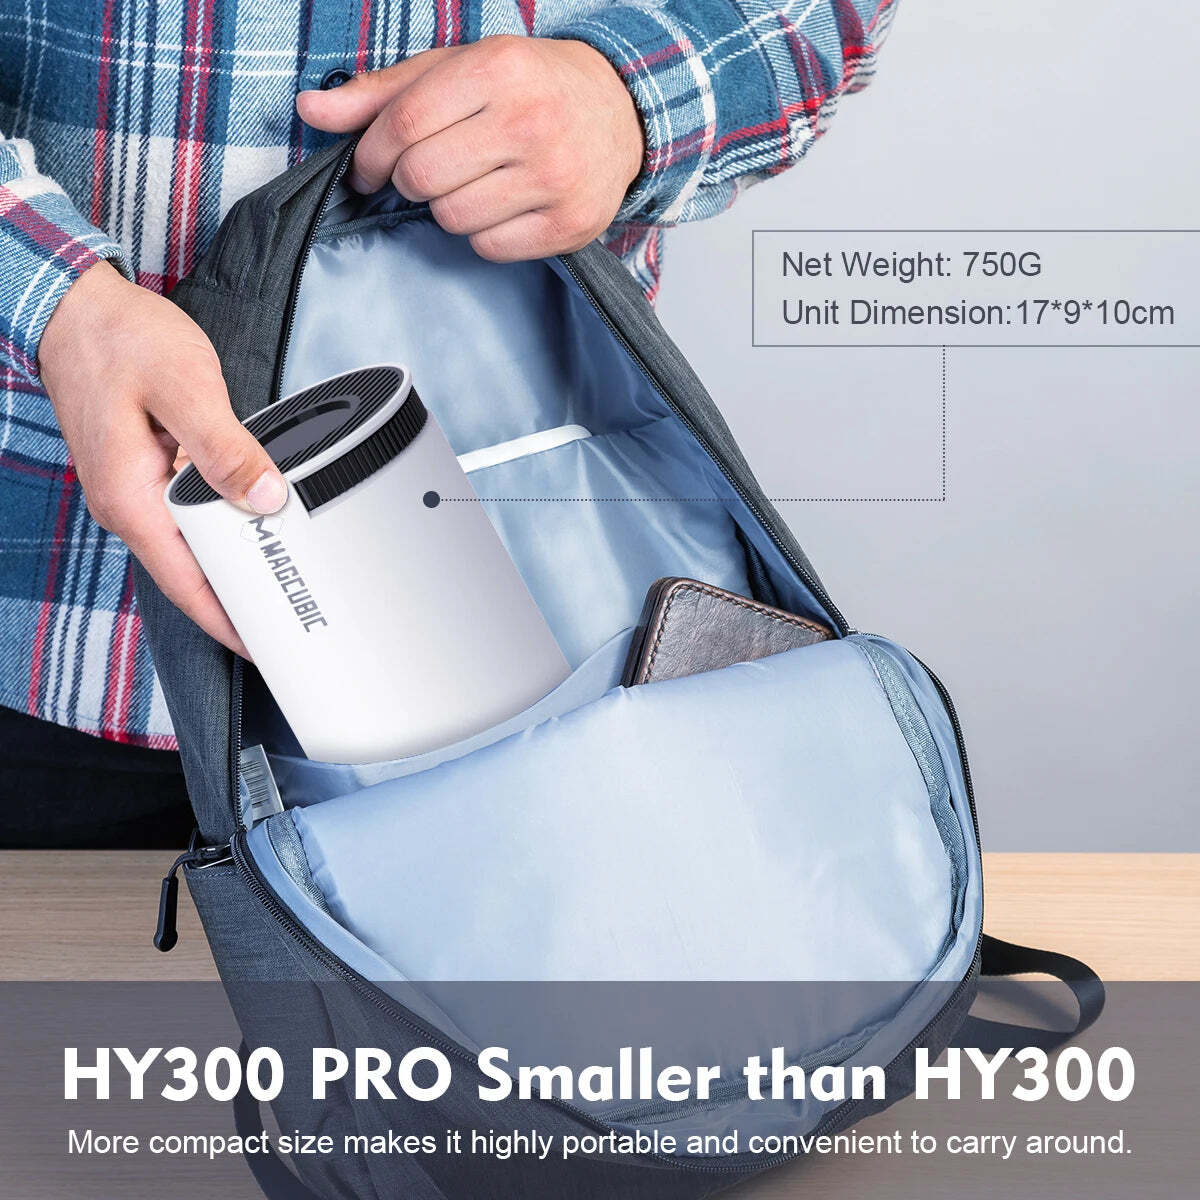 Net Weight: 750G
Unit Dimension:17*9*10cm
MAGCUBIC
HY300 PRO Smaller than HY300
More compact size makes it highly portable and convenient to carry around.